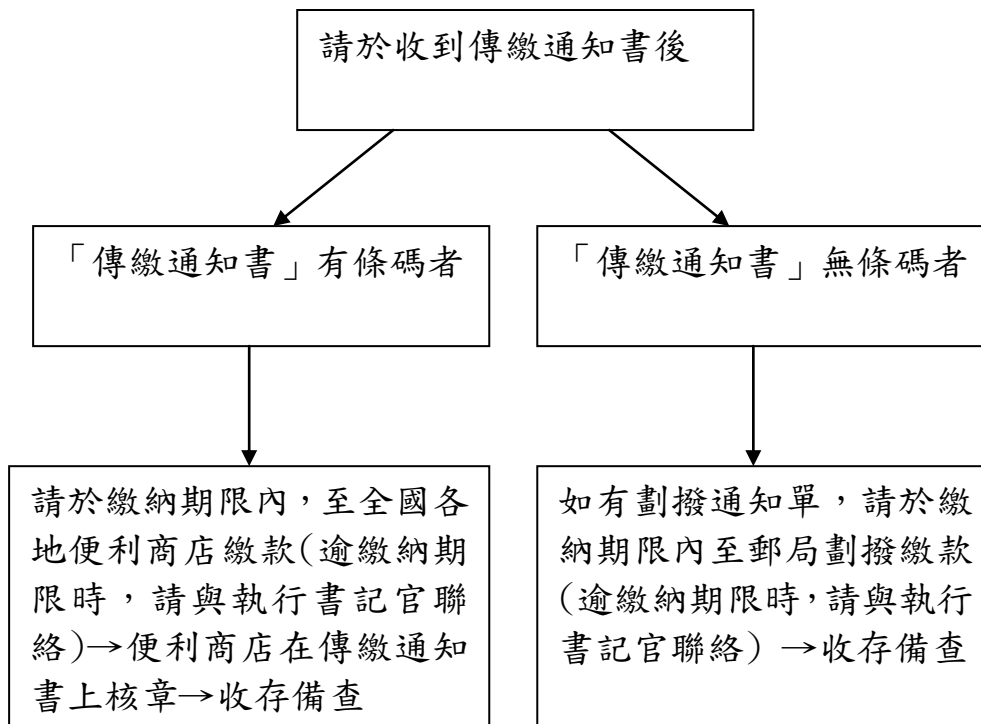 請於收到傳繳通知書後
「傳繳通知書」有條碼者
「傳繳通知書」無條碼者
請於繳納期限內，至全國各
地便利商店繳款(逾繳納期
限時，請與執行書記官聯
絡)→便利商店在傳繳通知
書上核章→收存備查
如有劃撥通知單，請於繳
納期限內至郵局劃撥繳款
(逾繳納期限時，請與執行
書記官聯絡) →收存備查